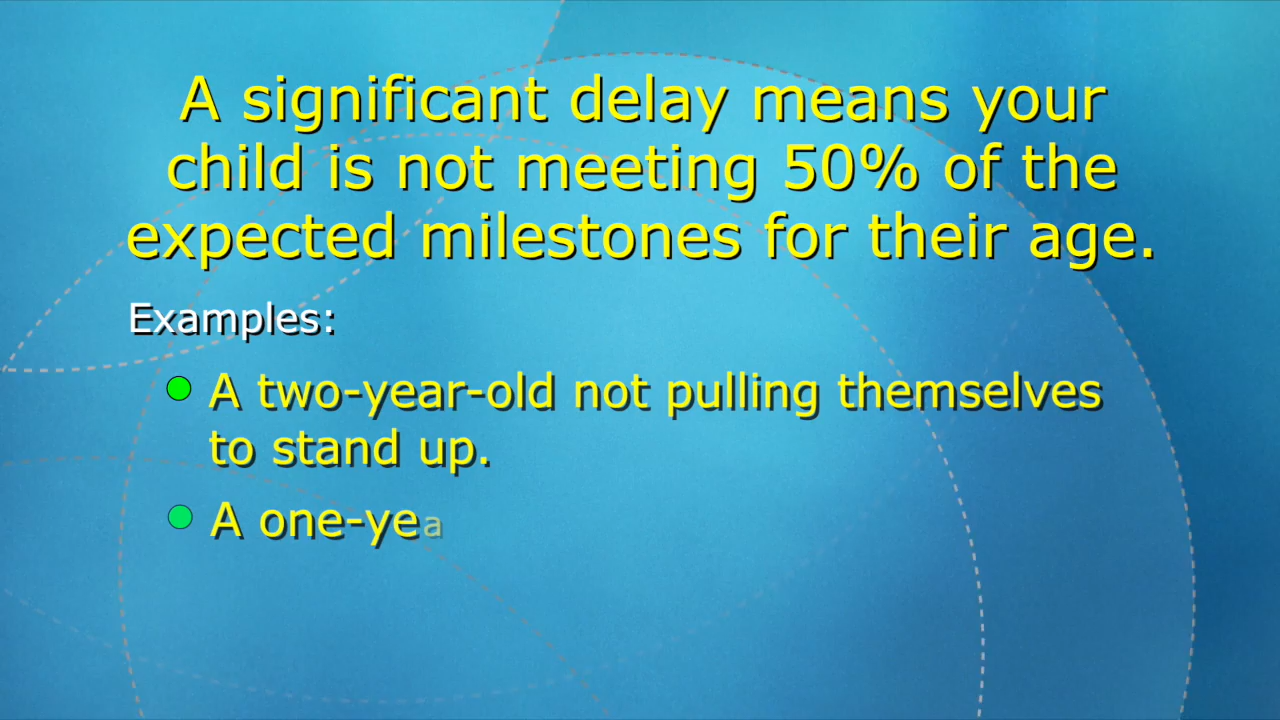 A significant delay means your
child is not meeting 50% of the
expected milestones for their age.
Examples:
A two-year-old not pulling themselves
to stand up.
A one-yea